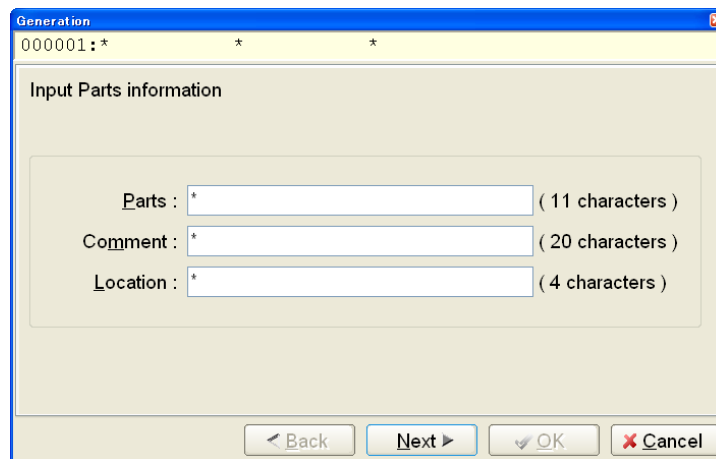 Generation
000001:* * *
Input Parts information
Parts : * ( 11 characters )
Comment : * ( 20 characters )
Location : * ( 4 characters )
Back Next OK Cancel